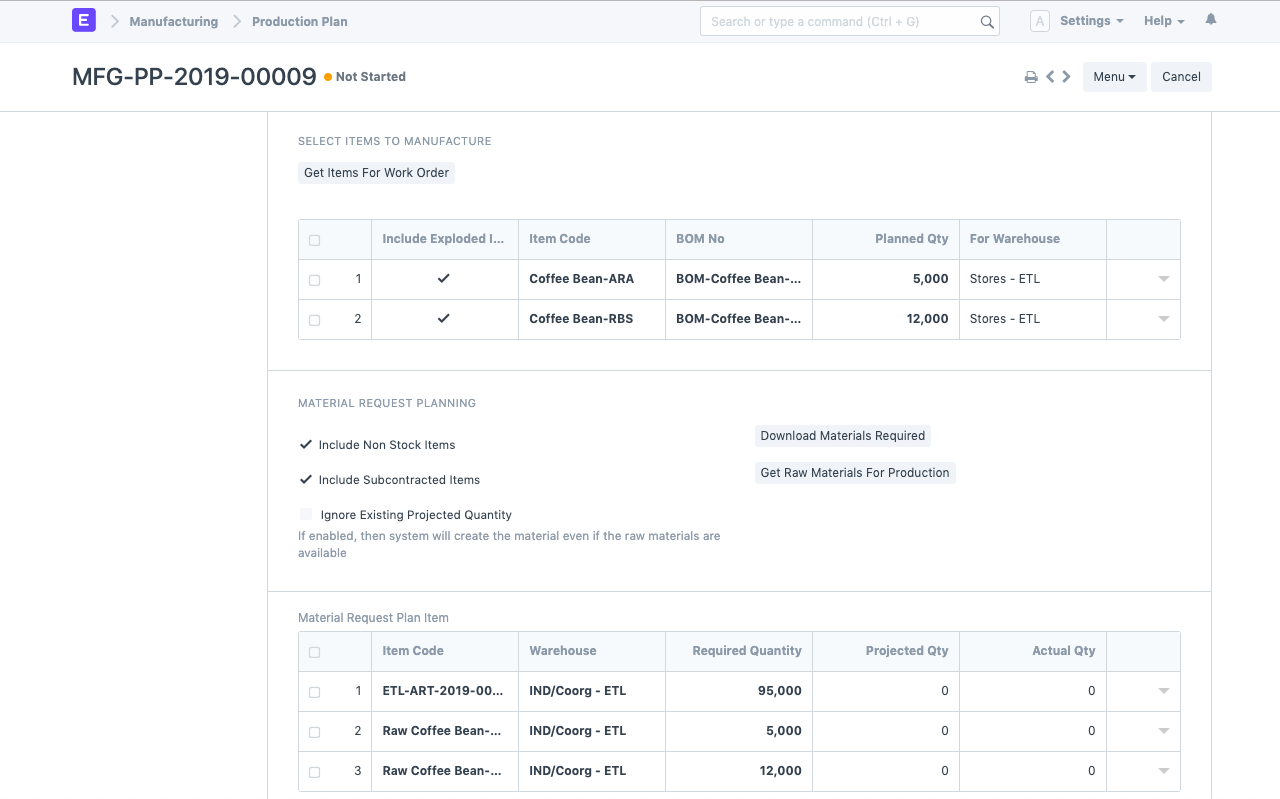 E Manufacturing Production Plan Search or type a command (Ctrl + G) A Settings Help
MFG-PP-2019-00009 Not Started Menu Cancel
SELECT ITEMS TO MANUFACTURE
Get Items For Work Order
Include Exploded I... Item Code BOM No Planned Qty For Warehouse
1 Coffee Bean-ARA BOM-Coffee Bean-... 5,000 Stores - ETL
2 Coffee Bean-RBS BOM-Coffee Bean-... 12,000 Stores - ETL
MATERIAL REQUEST PLANNING
Include Non Stock Items
Include Subcontracted Items
Ignore Existing Projected Quantity
If enabled, then system will create the material even if the raw materials are
available
Download Materials Required
Get Raw Materials For Production
Material Request Plan Item
Item Code Warehouse Required Quantity Projected Qty Actual Qty
1 ETL-ART-2019-00... IND/Coorg - ETL 95,000 0 0
2 Raw Coffee Bean-... IND/Coorg - ETL 5,000 0 0
3 Raw Coffee Bean-... IND/Coorg - ETL 12,000 0 0